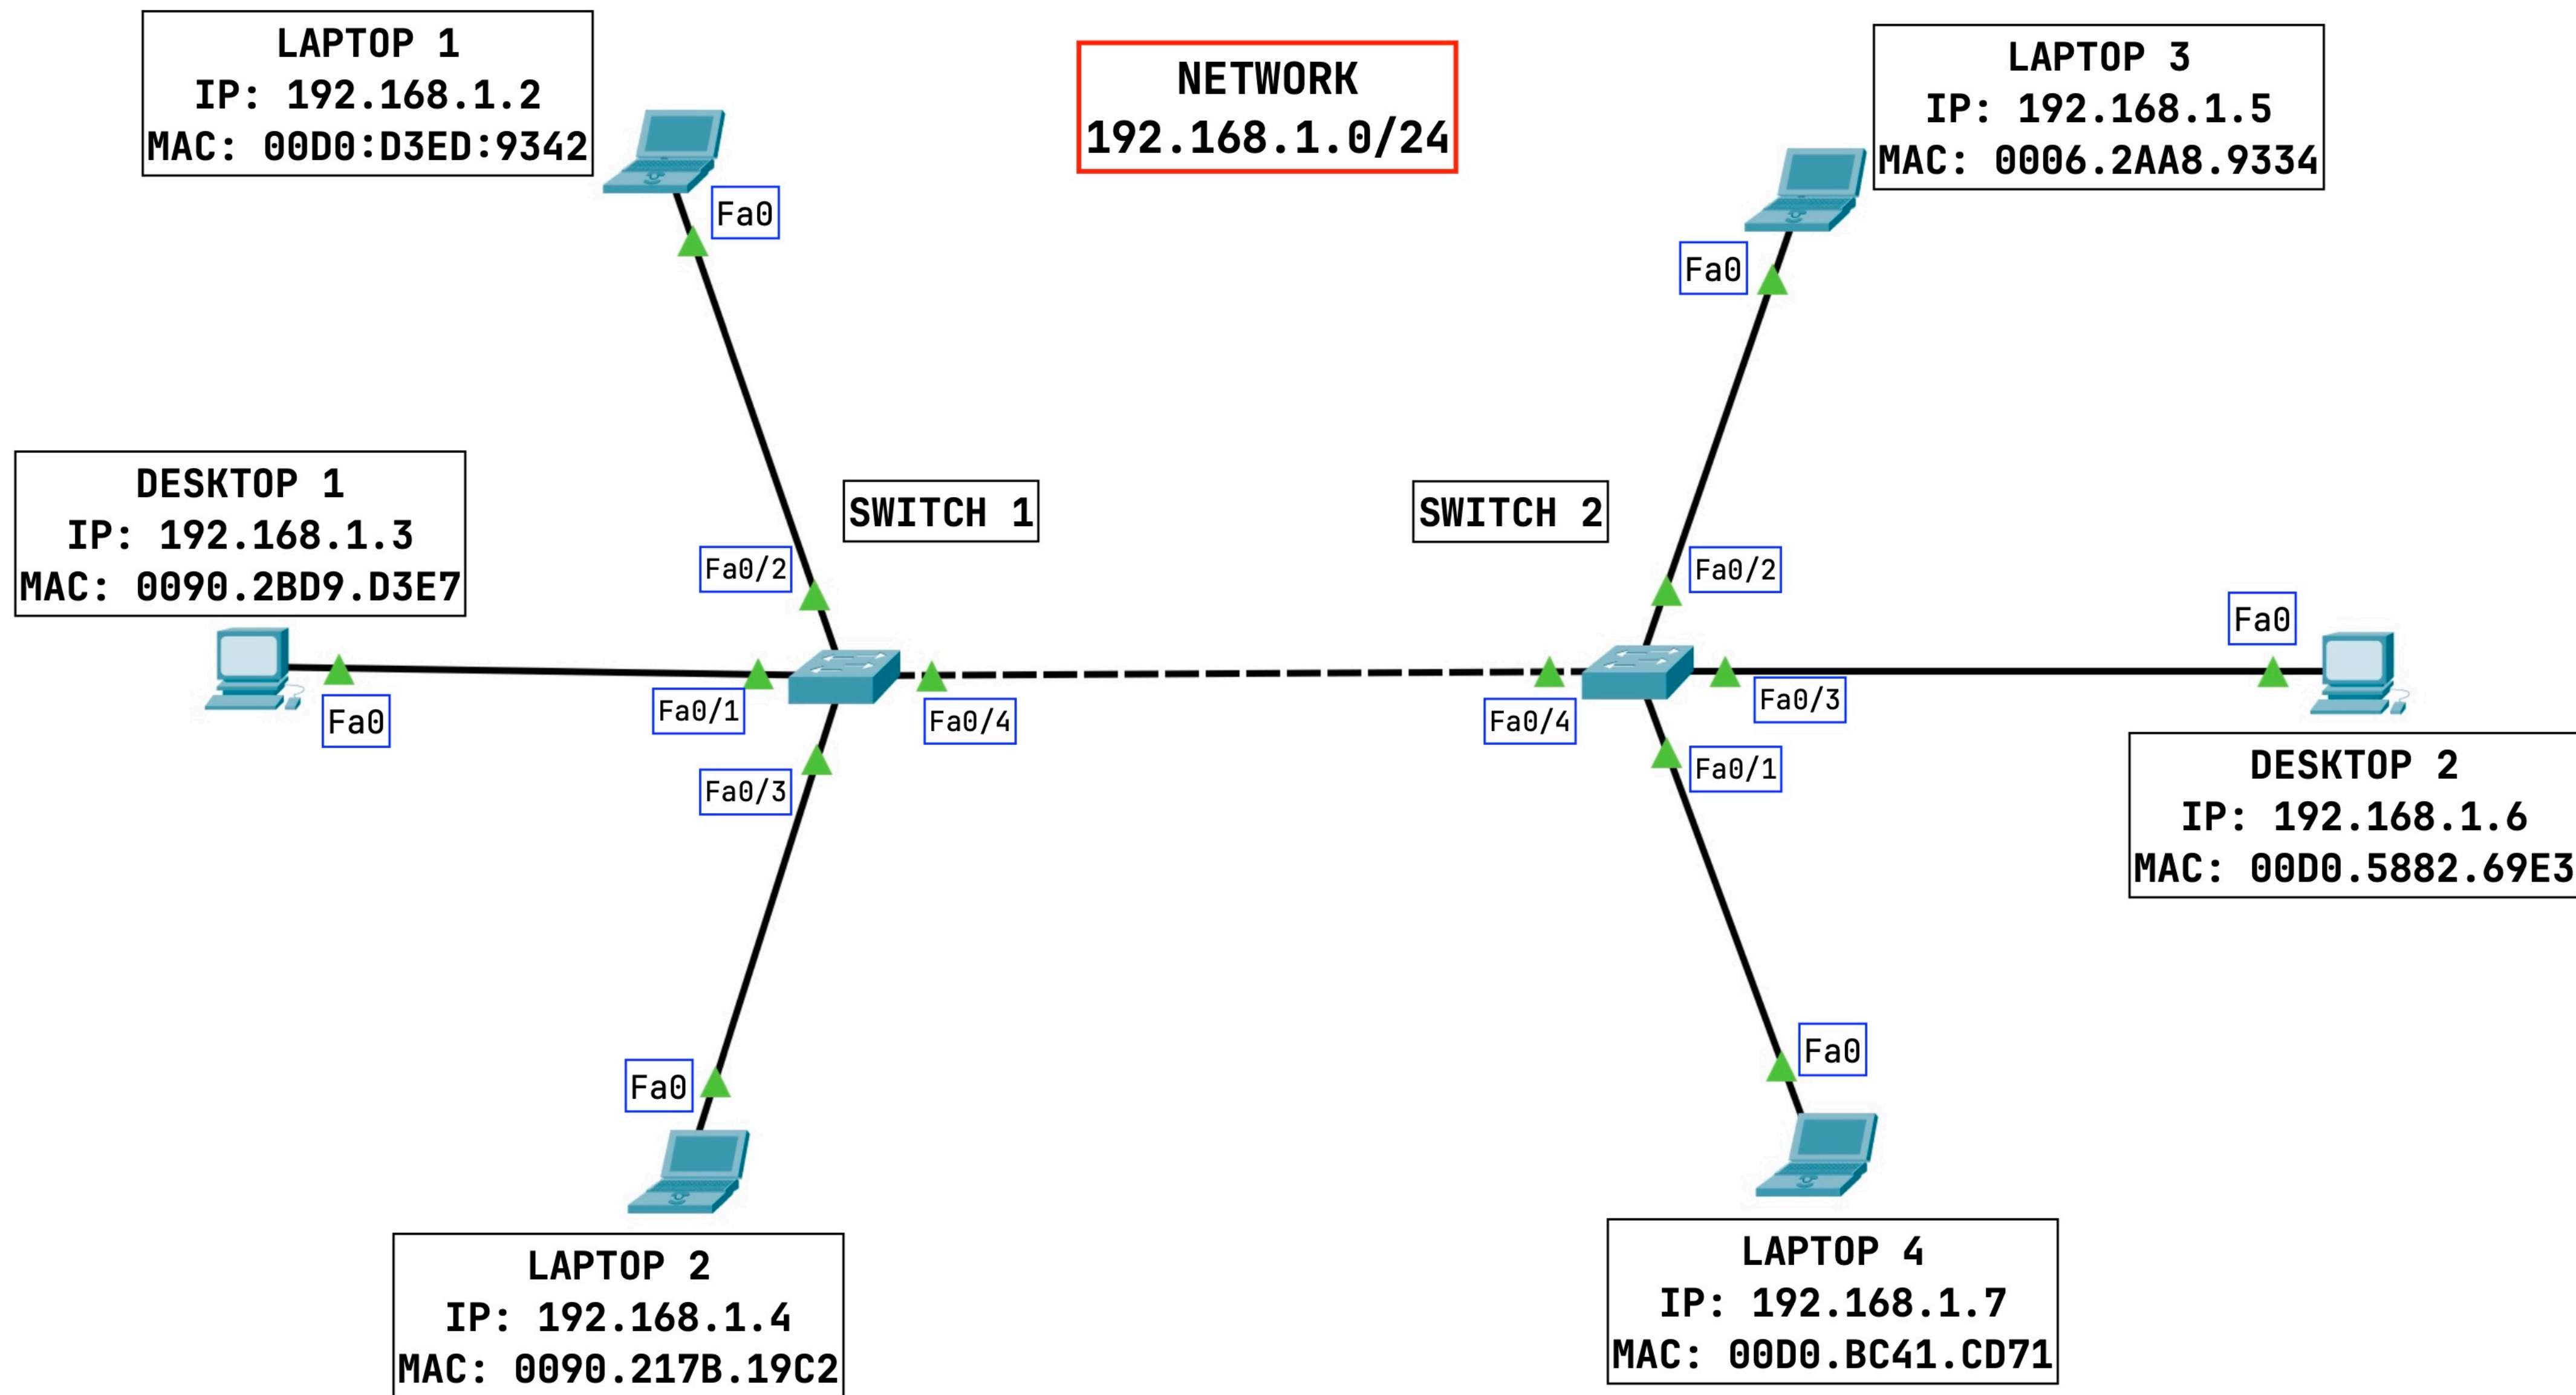 LAPTOP 1
IP: 192.168.1.2
MAC: 00D0:D3ED:9342
Fa0
NETWORK
192.168.1.0/24
LAPTOP 3
IP: 192.168.1.5
MAC: 0006.2AA8.9334
Fa0
DESKTOP 1
IP: 192.168.1.3
MAC: 0090.2BD9.D3E7
Fa0
SWITCH 1
Fa0/2
Fa0/1
Fa0/4
Fa0/3
SWITCH 2
Fa0/2
Fa0/4
Fa0/3
Fa0/1
Fa0
DESKTOP 2
IP: 192.168.1.6
MAC: 00D0.5882.69E3
Fa0
LAPTOP 2
IP: 192.168.1.4
MAC: 0090.217B.19C2
Fa0
LAPTOP 4
IP: 192.168.1.7
MAC: 00D0.BC41.CD71